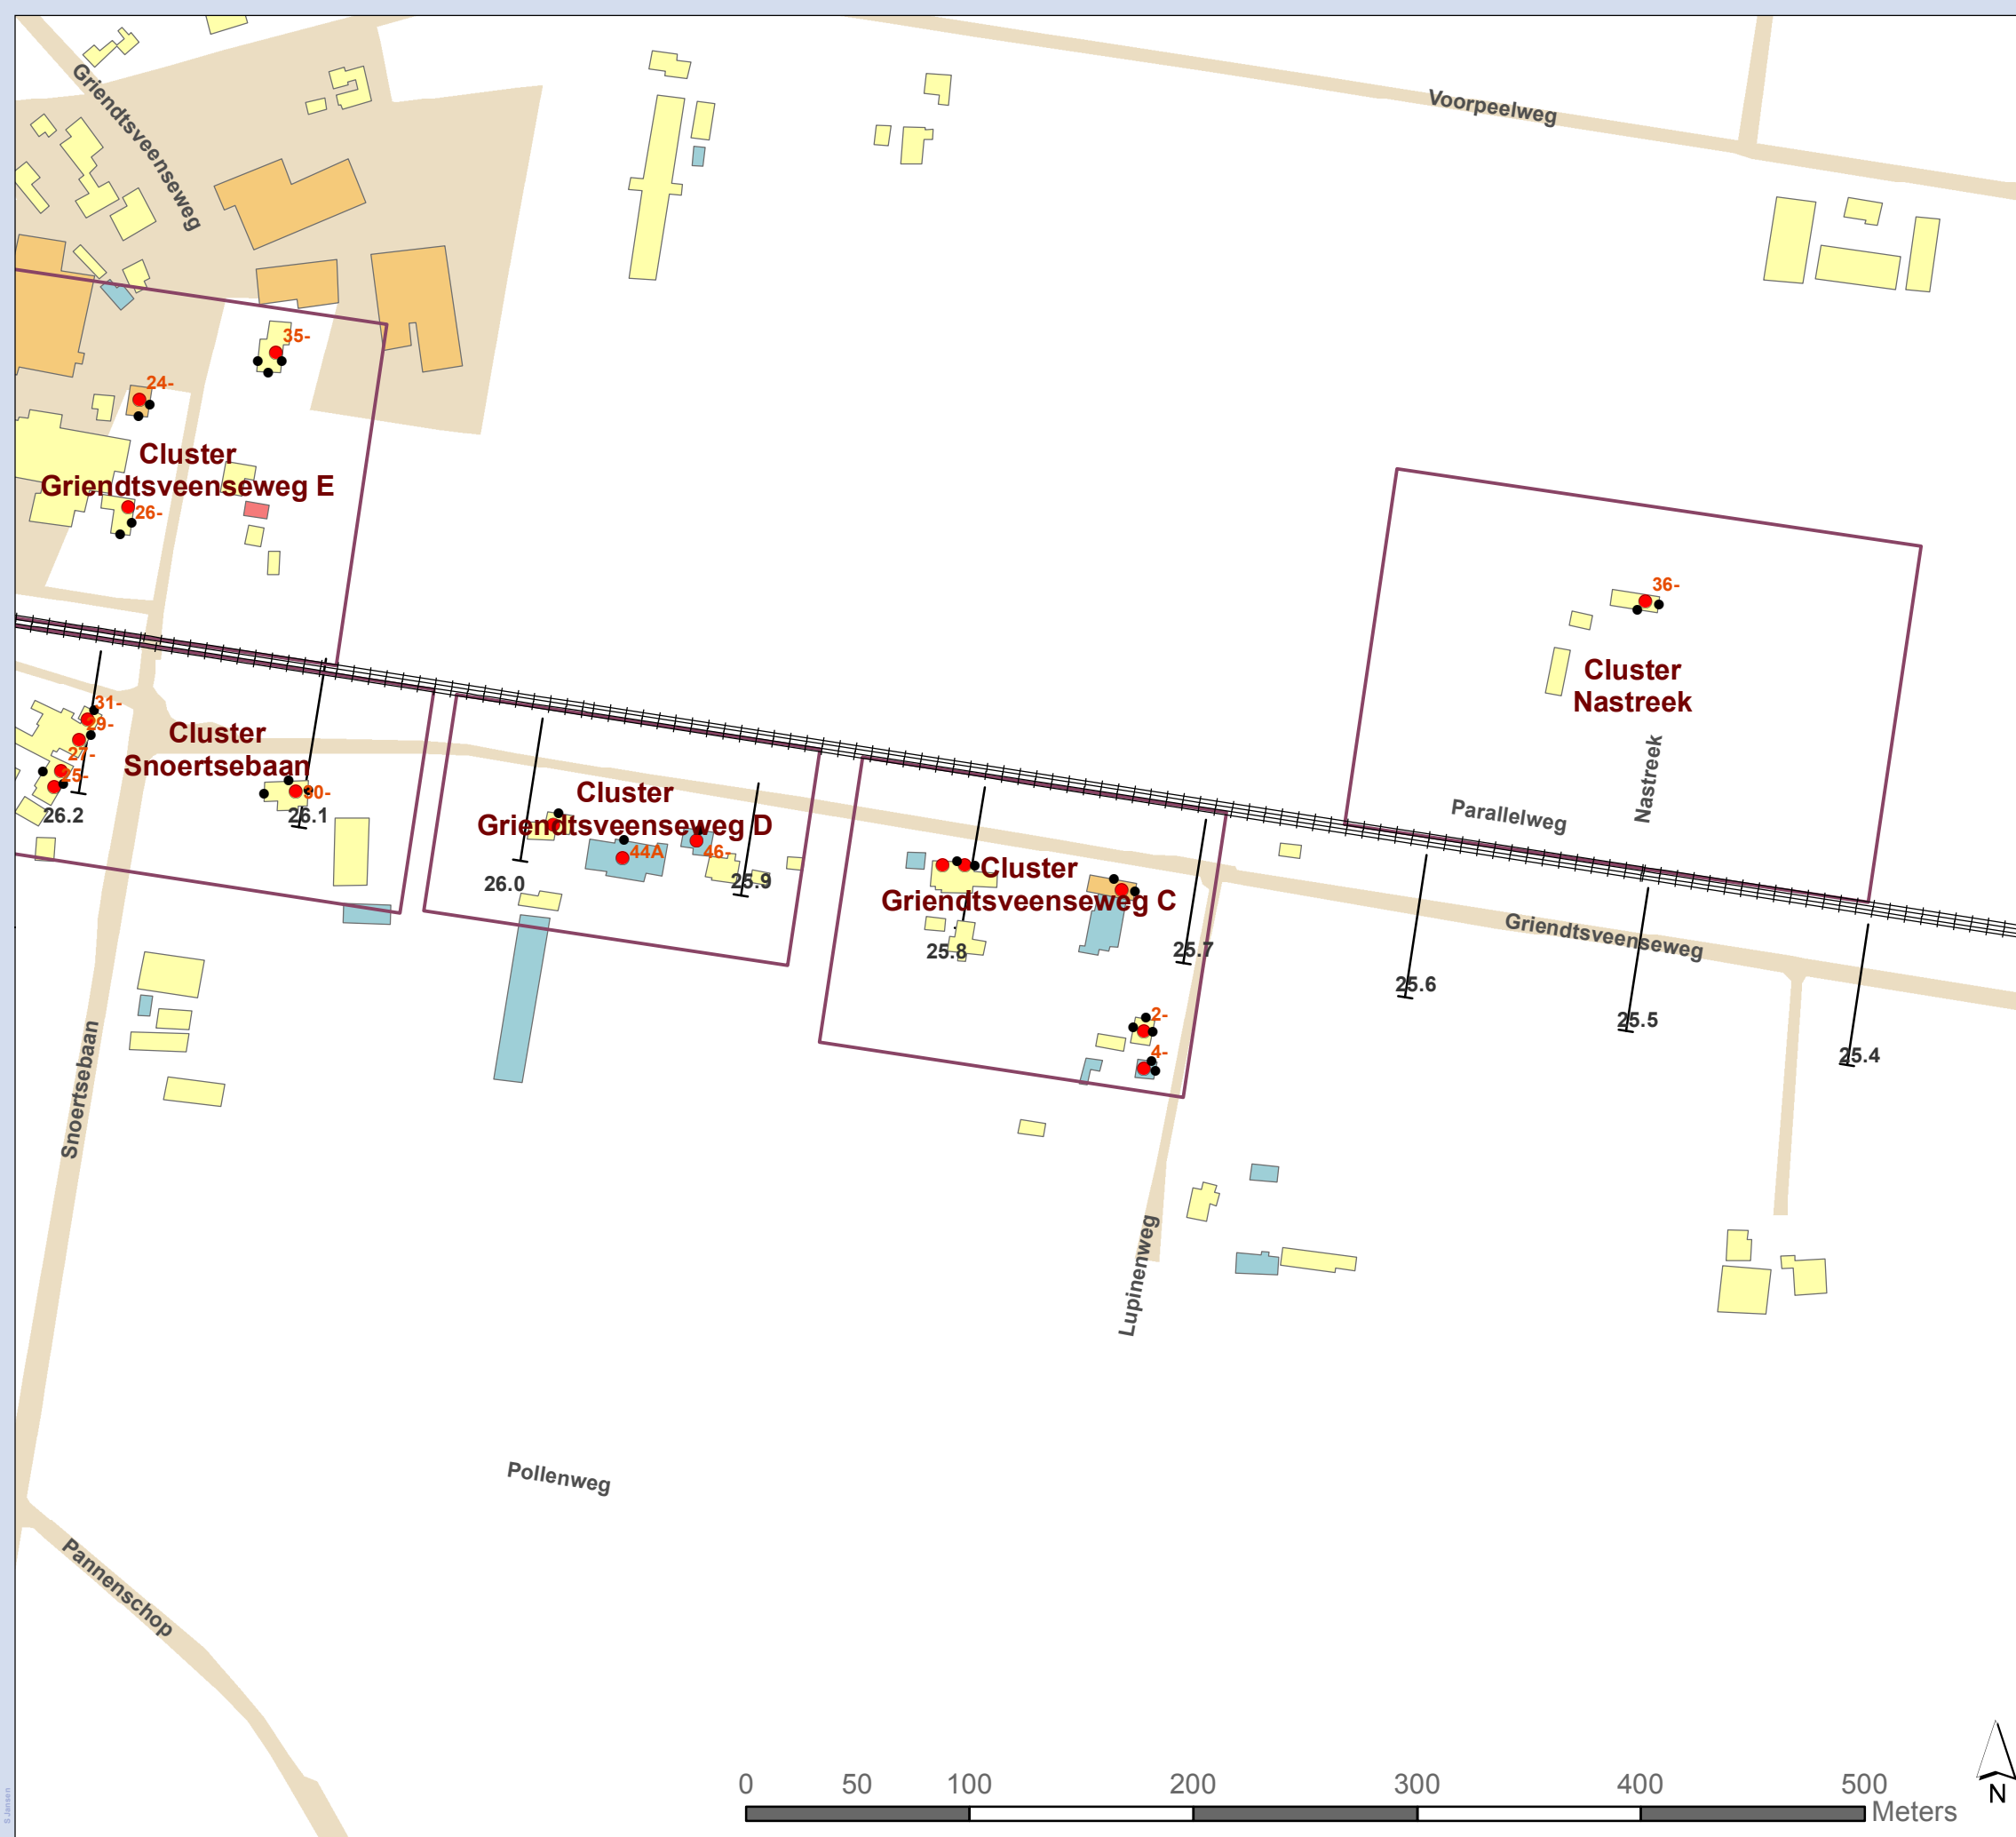 Griendtsveenseweg
Voorpeelweg
35-
24-
Cluster
Griendtsveenseweg E
26-
36-
Cluster
Nastreek
Nastreek
Parallelweg
31-
29-
27-
25-
26.2
Cluster
Snoertsebaan
30-
26.1
Cluster
Griendtsveenseweg D
44A
46-
26.0
25.9
Cluster
Griendtsveenseweg C
25.8
25.7
Griendtsveenseweg
25.6
25.5
25.4
2-
4-
Snoertsebaan
Lupinenweg
Pollenweg
Pannenschop
0 50 100 200 300 400 500
Meters
N
S Jansen